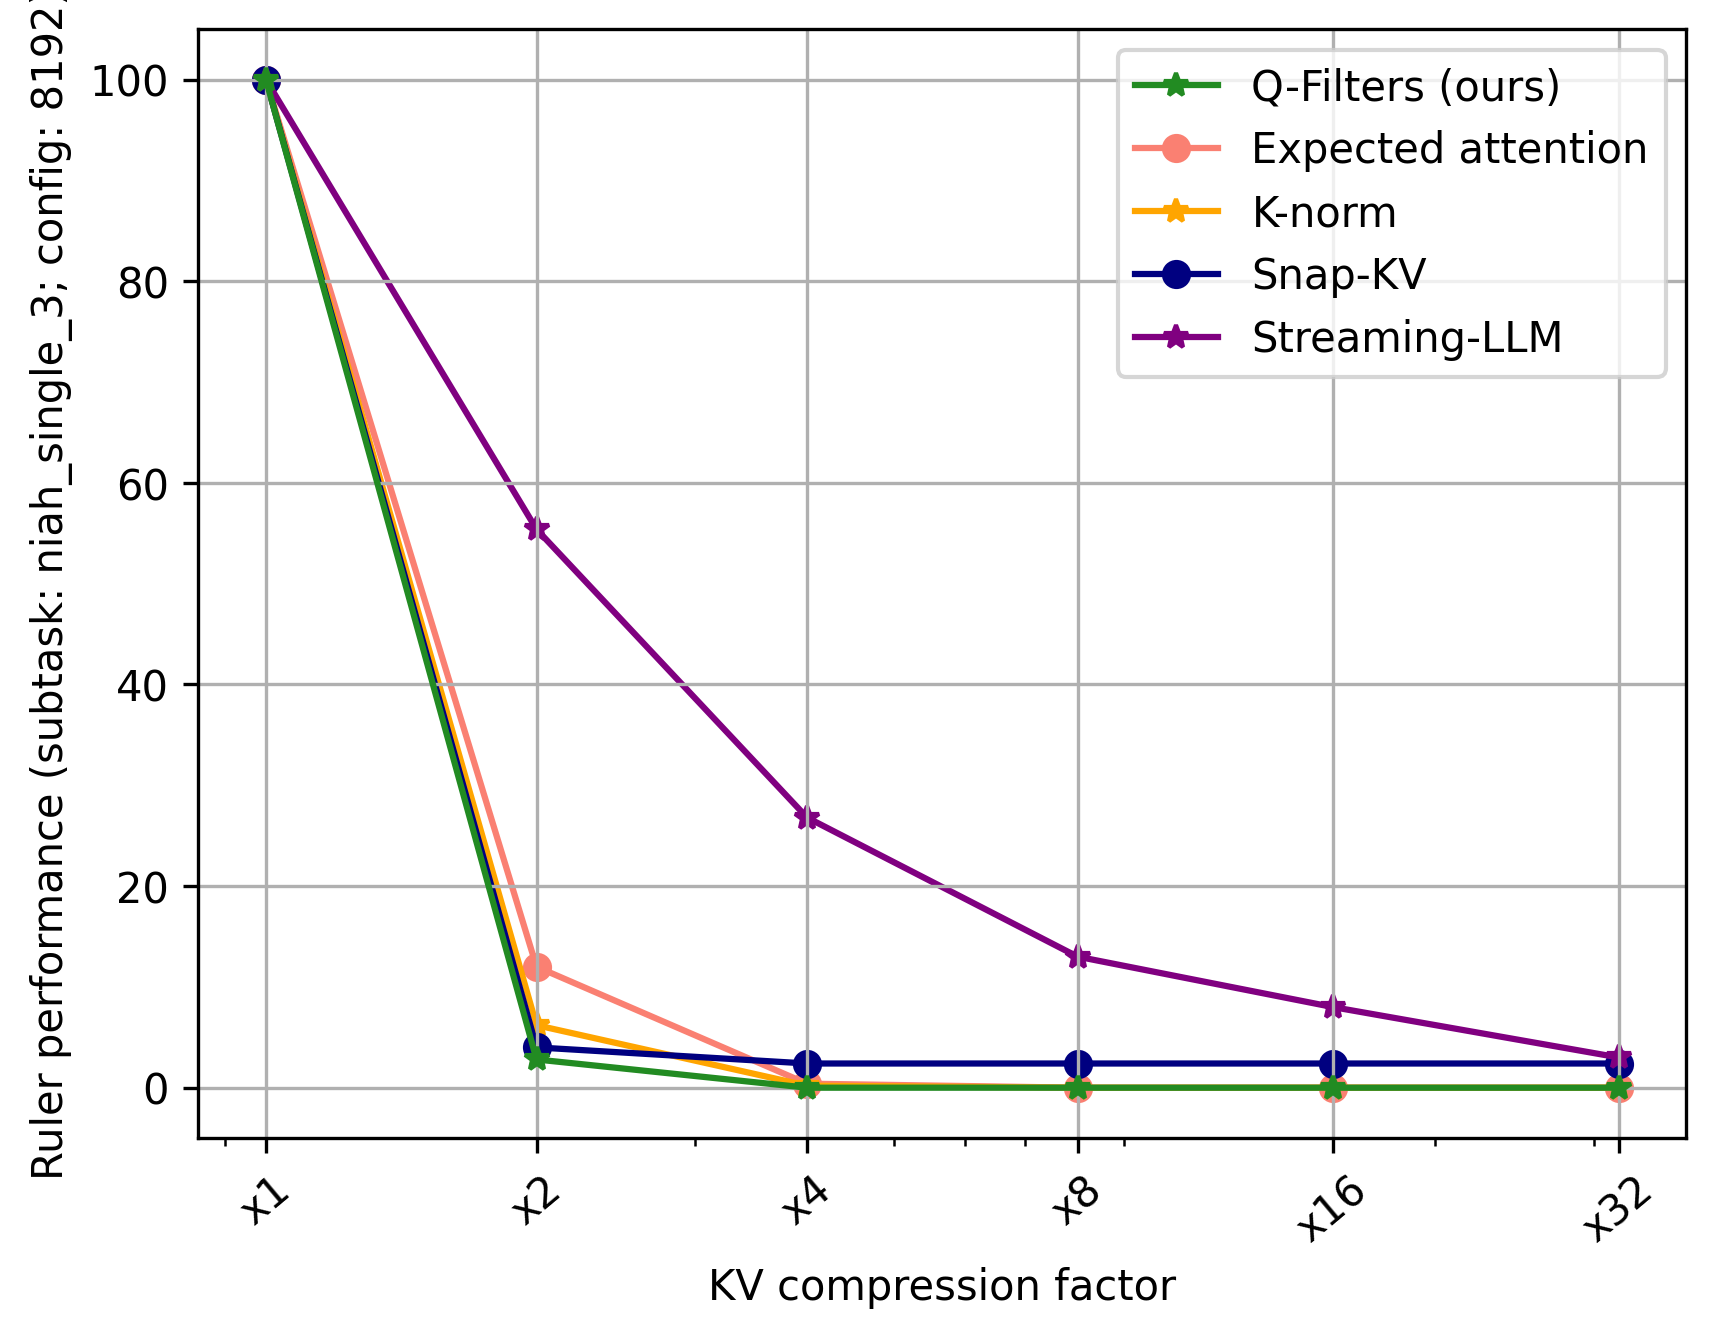 Ruler performance (subtask: niah_single_3; config: 8192)
100
80
60
40
20
0
Q-Filters (ours)
Expected attention
K-norm
Snap-KV
Streaming-LLM
x1
x2
x4
x8
x16
x32
KV compression factor